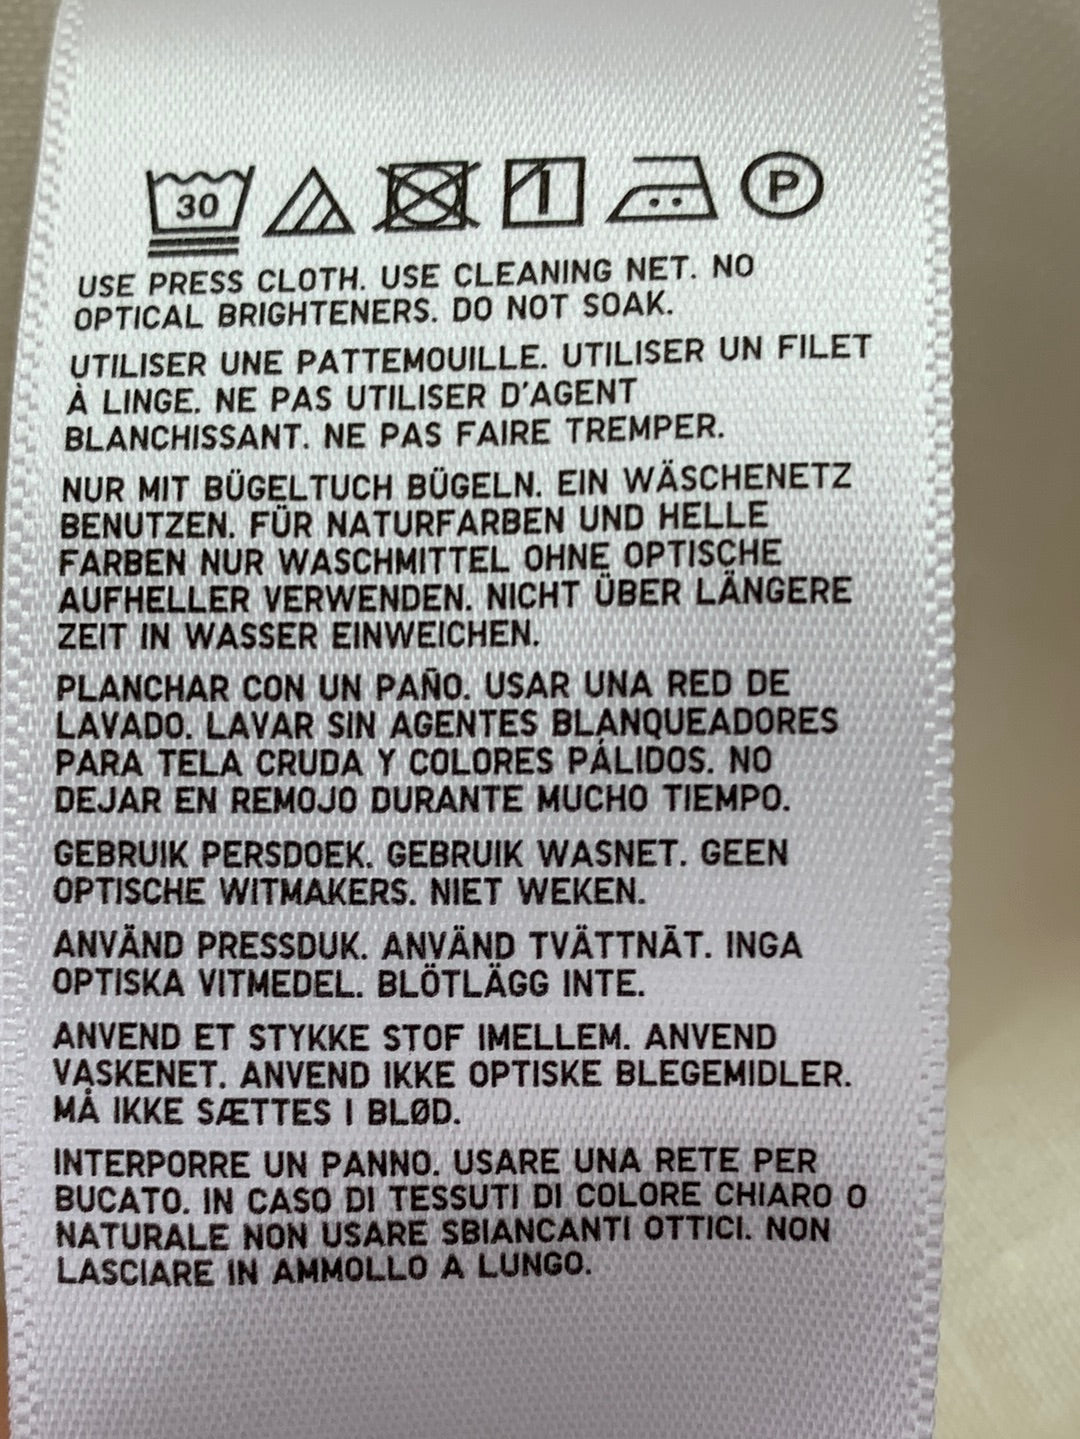 30 P
USE PRESS CLOTH. USE CLEANING NET. NO
OPTICAL BRIGHTENERS. DO NOT SOAK.
UTILISER UNE PATTEMOUILLE. UTILISER UN FILET
À LINGE. NE PAS UTILISER D'AGENT
BLANCHISSANT. NE PAS FAIRE TREMPER.
NUR MIT BÜGELTUCH BÜGELN. EIN WÄSCHENETZ
BENUTZEN. FÜR NATURFARBEN UND HELLE
FARBEN NUR WASCHMITTEL OHNE OPTISCHE
AUFHELLER VERWENDEN. NICHT ÜBER LÄNGERE
ZEIT IN WASSER EINWEICHEN.
PLANCHAR CON UN PAÑO. USAR UNA RED DE
LAVADO. LAVAR SIN AGENTES BLANQUEADORES
PARA TELA CRUDA Y COLORES PÁLIDOS. NO
DEJAR EN REMOJO DURANTE MUCHO TIEMPO.
GEBRUIK PERSDOEK. GEBRUIK WASNET. GEEN
OPTISCHE WITMAKERS. NIET WEKEN.
ANVÄND PRESSDUK. ANVÄND TVÄTTNÄT. INGA
OPTISKA VITMEDEL. BLÖTLÄGG INTE.
ANVEND ET STYKKE STOF IMELLEM. ANVEND
VASKENET. ANVEND IKKE OPTISKE BLEGEMIDLER.
MÅ IKKE SÆTTES I BLØD.
INTERPORRE UN PANNO. USARE UNA RETE PER
BUCATO. IN CASO DI TESSUTI DI COLORE CHIARO O
NATURALE NON USARE SBIANCANTI OTTICI. NON
LASCIARE IN AMMOLLO A LUNGO.